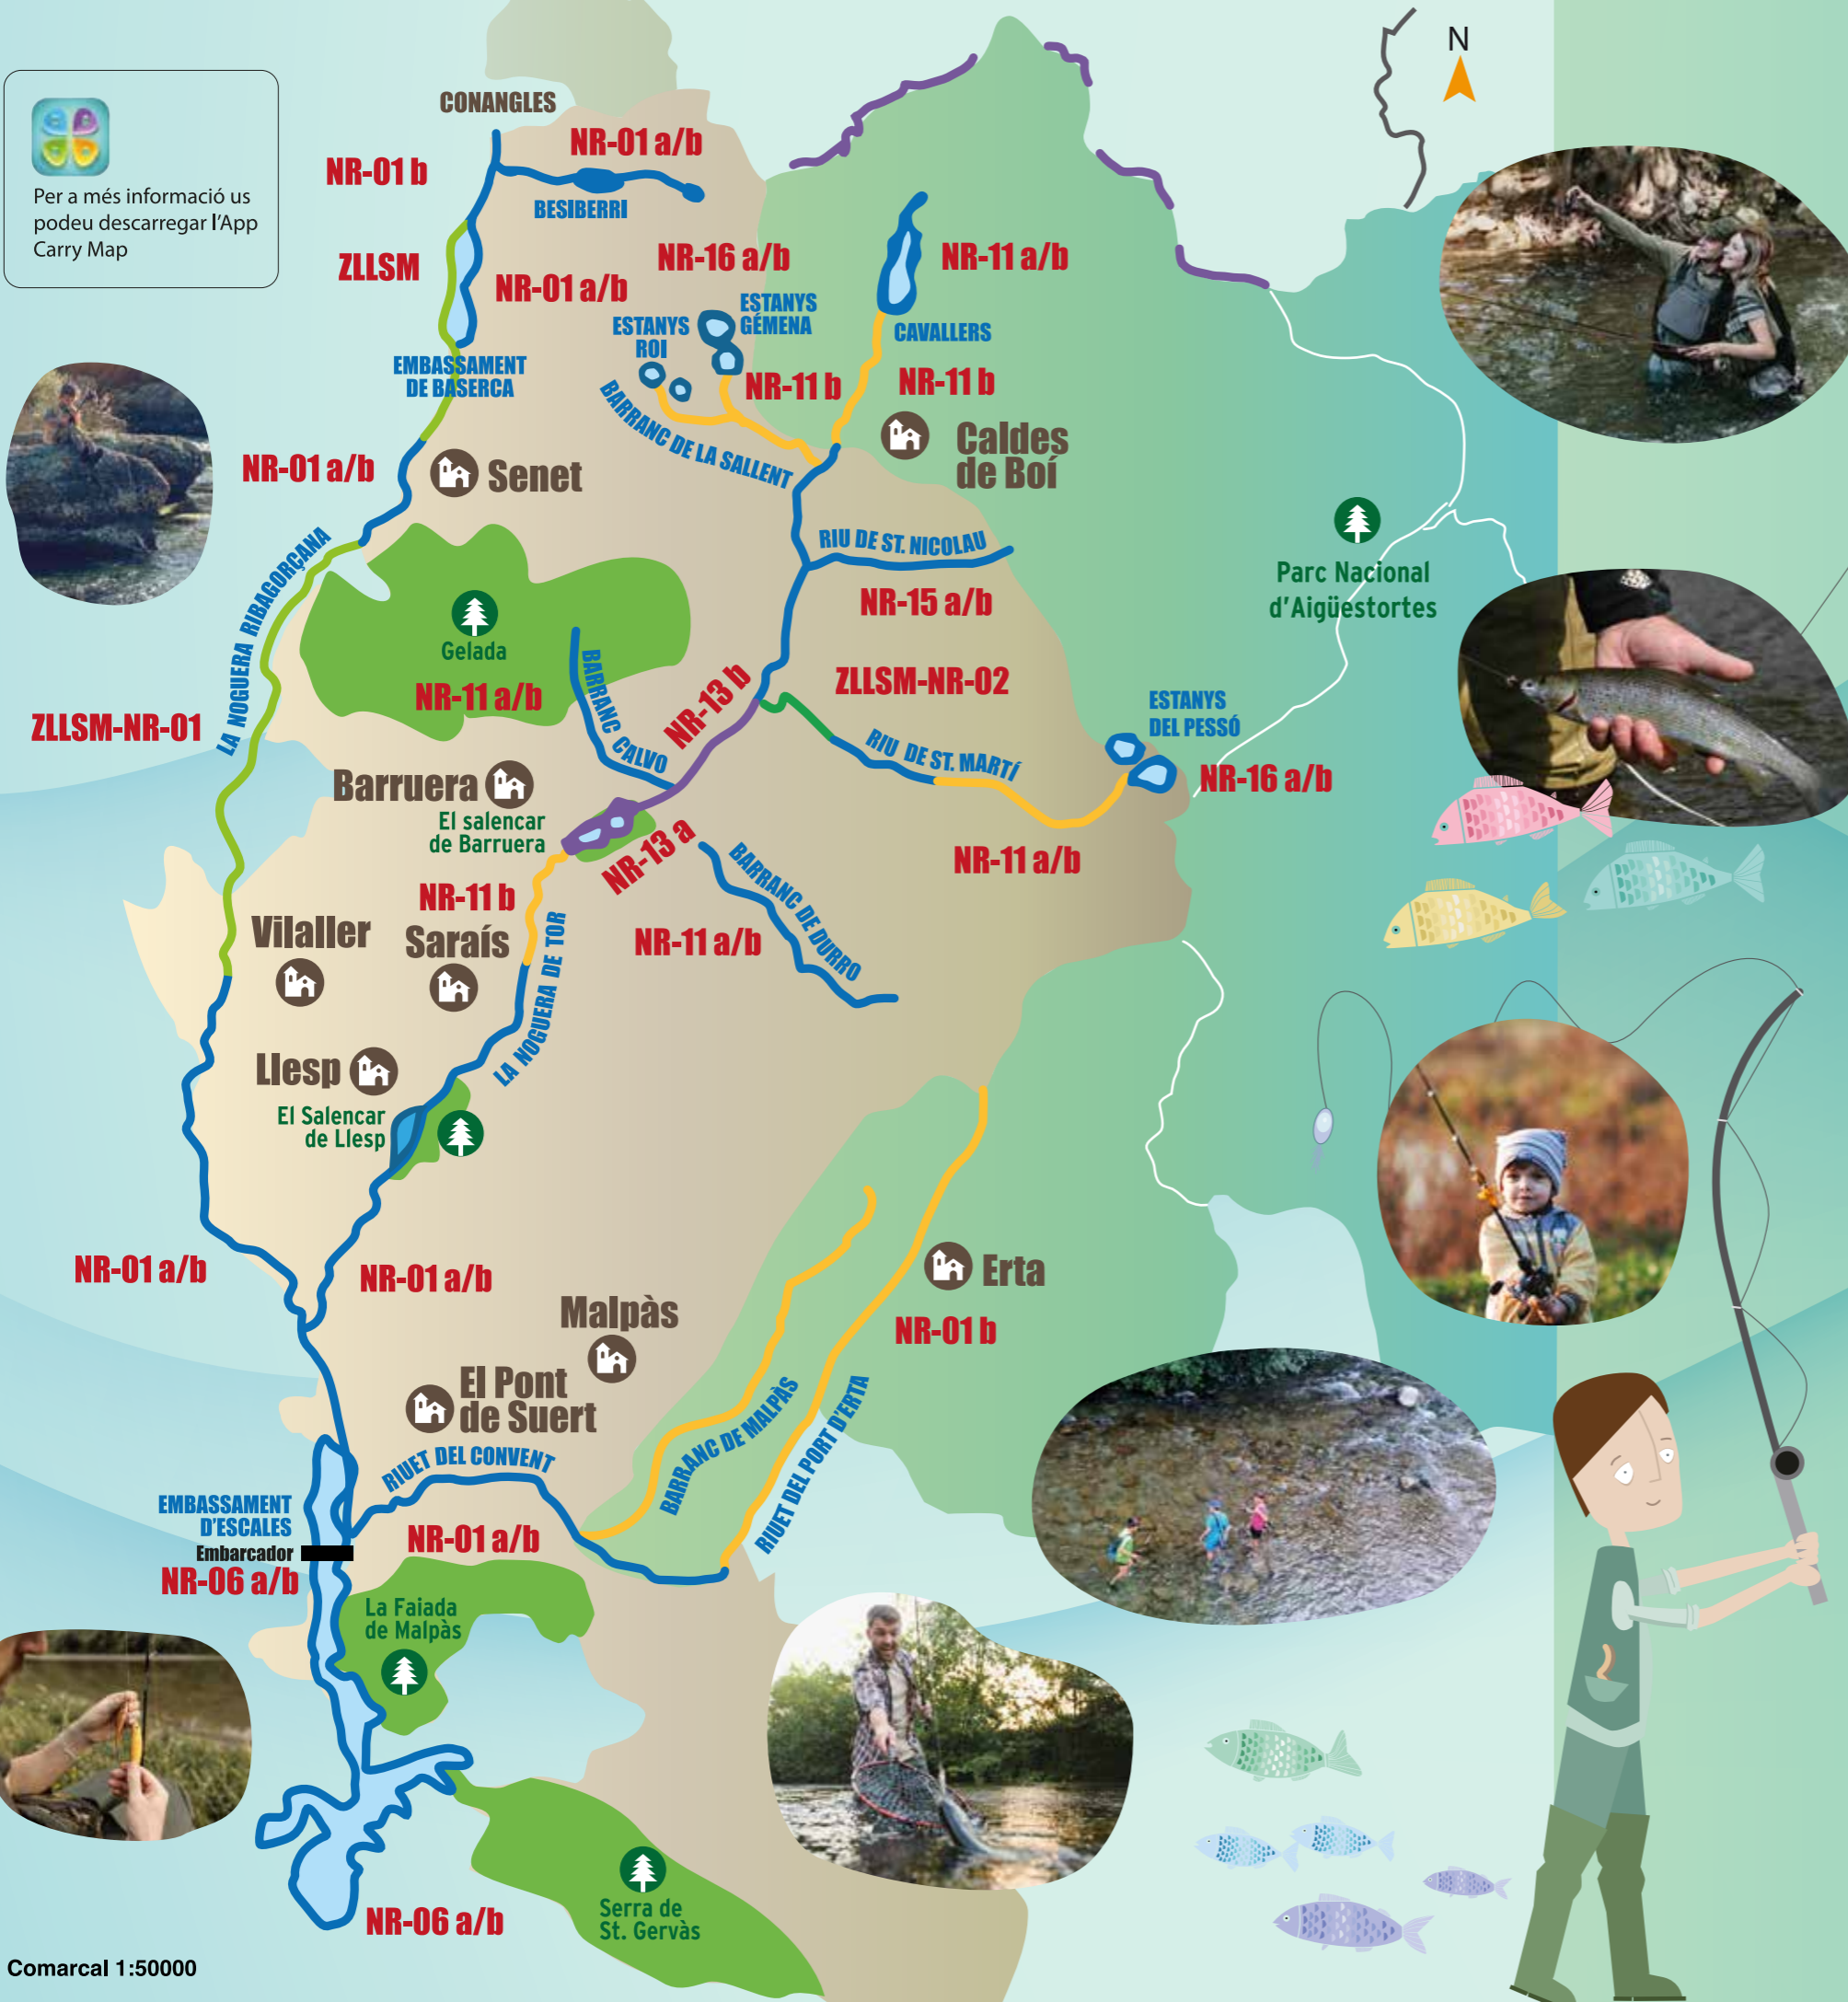 N
Per a més informació us
podeu descarregar l'App
Carry Map
CONANGLES
NR-01 b
NR-01 a/b
BESIBERRI
ZLLSM
NR-01 a/b
NR-16 a/b
NR-11 a/b
ESTANYS
GÉMENA
ESTANYS
ROI
CAVALLERS
EMBASSAMENT
DE BASERCA
NR-11 b
NR-11 b
BARRANC DE LA SALLENT
Caldes
de Boí
NR-01 a/b
Senet
RIU DE ST. NICOLAU
Parc Nacional
d'Aigüestortes
LA NOGUERA RIBAGORÇANA
NR-15 a/b
Gelada
NR-11 a/b
BARRANC CALVO
NR-13 b
ZLLSM-NR-02
ZLLSM-NR-01
ESTANYS
DEL PESSÓ
RIU DE ST. MARTÍ
NR-16 a/b
Barruera
El salencar
de Barruera
NR-13 a
NR-11 a/b
NR-11 b
BARRANC DE DURRO
Vilaller
Saraís
NR-11 a/b
LA NOGUERA DE TOR
Llesp
El Salencar
de Llesp
NR-01 a/b
NR-01 a/b
Erta
Malpàs
NR-01 b
El Pont
de Suert
BARRANC DE MALPÀS
RIUET DEL PORT D'ERTA
RIUET DEL CONVENT
EMBASSAMENT
D'ESCALES
Embarcador
NR-01 a/b
NR-06 a/b
La Faiada
de Malpàs
Serra de
St. Gervàs
NR-06 a/b
Comarcal 1:50000